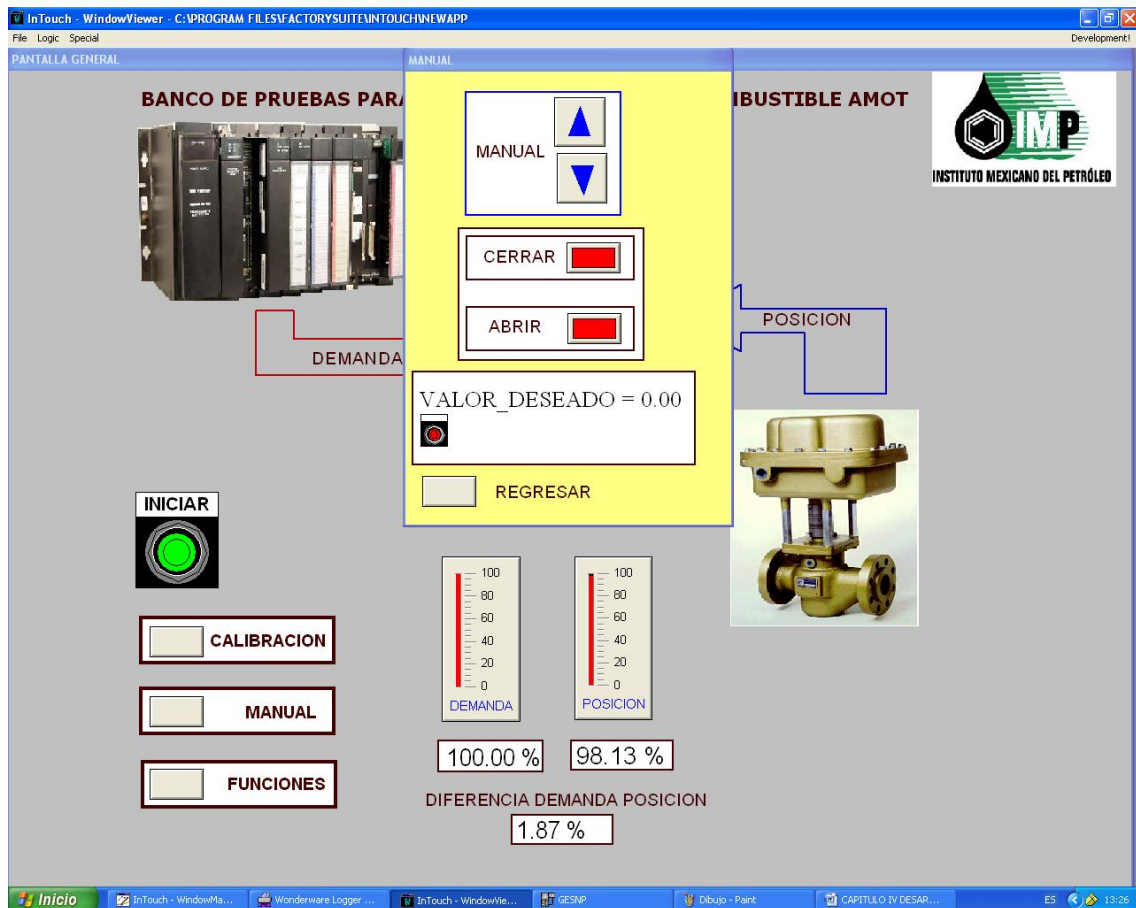 InTouch - WindowViewer - C:\PROGRAM FILES\FACTORYSUITE\INTOUCH\NEWAPP
File Logic Special Development!
PANTALLA GENERAL
MANUAL
BANCO DE PRUEBAS PAR
MBUSTIBLE AMOT
IMP
INSTITUTO MEXICANO DEL PETRÓLEO
MANUAL
CERRAR
ABRIR
DEMANDA
POSICION
VALOR_DESEADO = 0.00
REGRESAR
INICIAR
CALIBRACION
MANUAL
FUNCIONES
100
80
60
40
20
0
DEMANDA
100
80
60
40
20
0
POSICION
100.00 %
98.13 %
DIFERENCIA DEMANDA POSICION
1.87 %
Inicio
InTouch - WindowMa...
Wonderware Logger ...
InTouch - WindowVie...
GESNP
Dibujo - Paint
CAPITULO IV DESAR...
ES
13:26